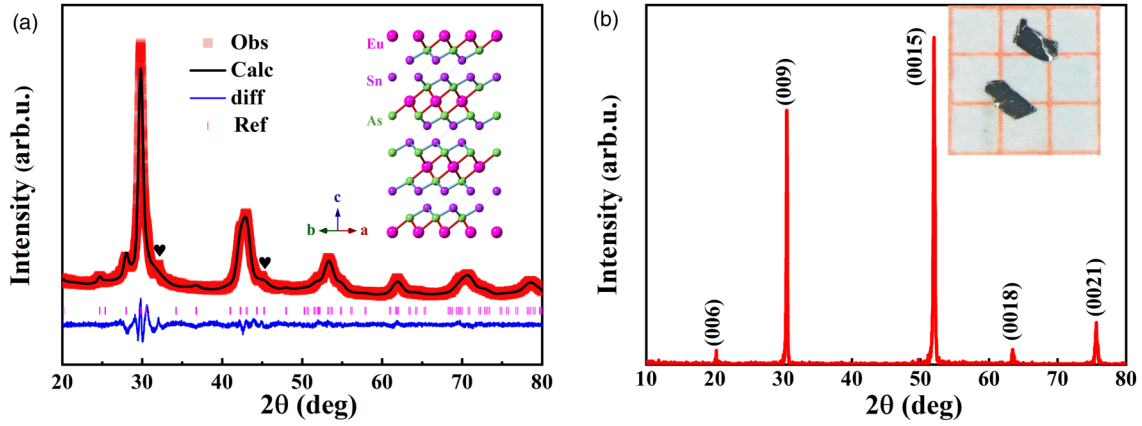 (a)
Obs
Calc
diff
Ref
Eu
Sn
As
c
b
a
♥
♥
Intensity (arb.u.)
20 30 40 50 60 70 80
2θ (deg)
(b)
(006)
(009)
(0015)
(0018)
(0021)
Intensity (arb.u.)
10 20 30 40 50 60 70 80
2θ (deg)